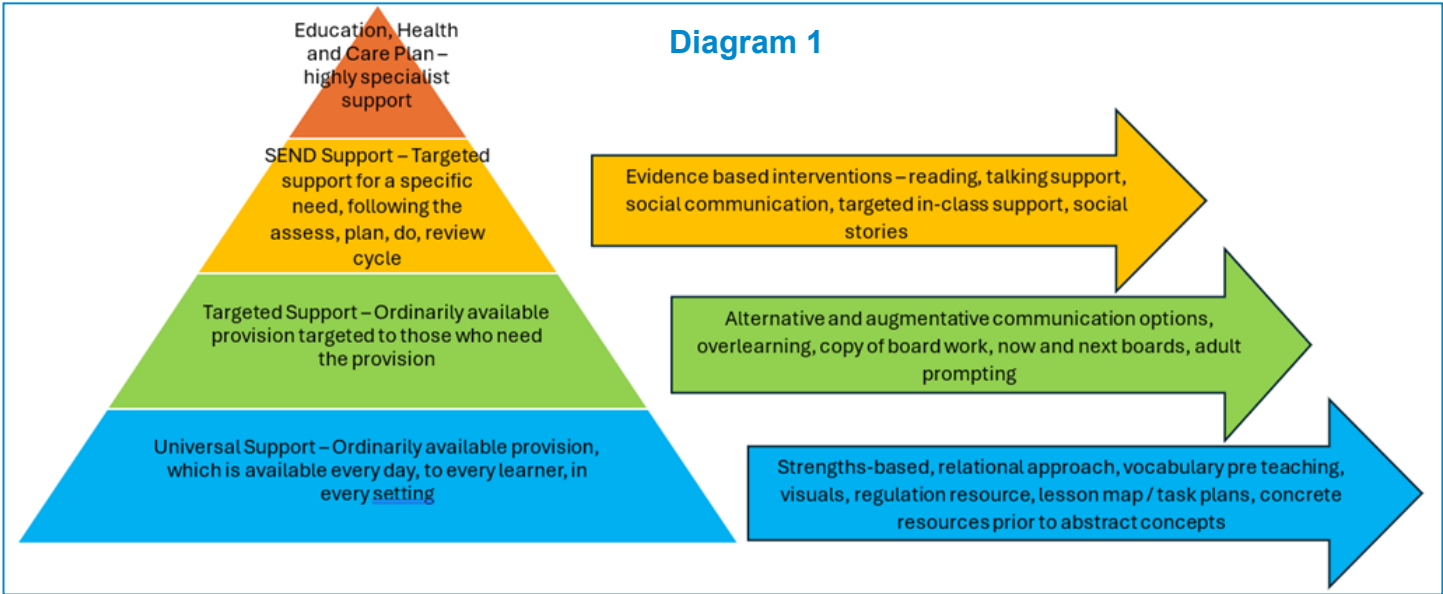 Diagram 1
Education, Health
and Care Plan –
highly specialist
support
SEND Support – Targeted
support for a specific
need, following the
assess, plan, do, review
cycle
Evidence based interventions – reading, talking support,
social communication, targeted in-class support, social
stories
Targeted Support – Ordinarily available
provision targeted to those who need
the provision
Alternative and augmentative communication options,
overlearning, copy of board work, now and next boards, adult
prompting
Universal Support – Ordinarily available provision,
which is available every day, to every learner, in
every setting
Strengths-based, relational approach, vocabulary pre teaching,
visuals, regulation resource, lesson map / task plans, concrete
resources prior to abstract concepts